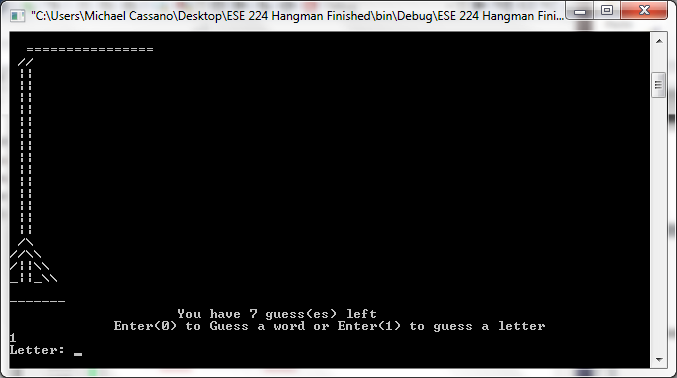 "C:\Users\Michael Cassano\Desktop\ESE 224 Hangman Finished\bin\Debug\ESE 224 Hangman Fini...
You have 7 guess(es) left
Enter(0) to Guess a word or Enter(1) to guess a letter
1
Letter: _